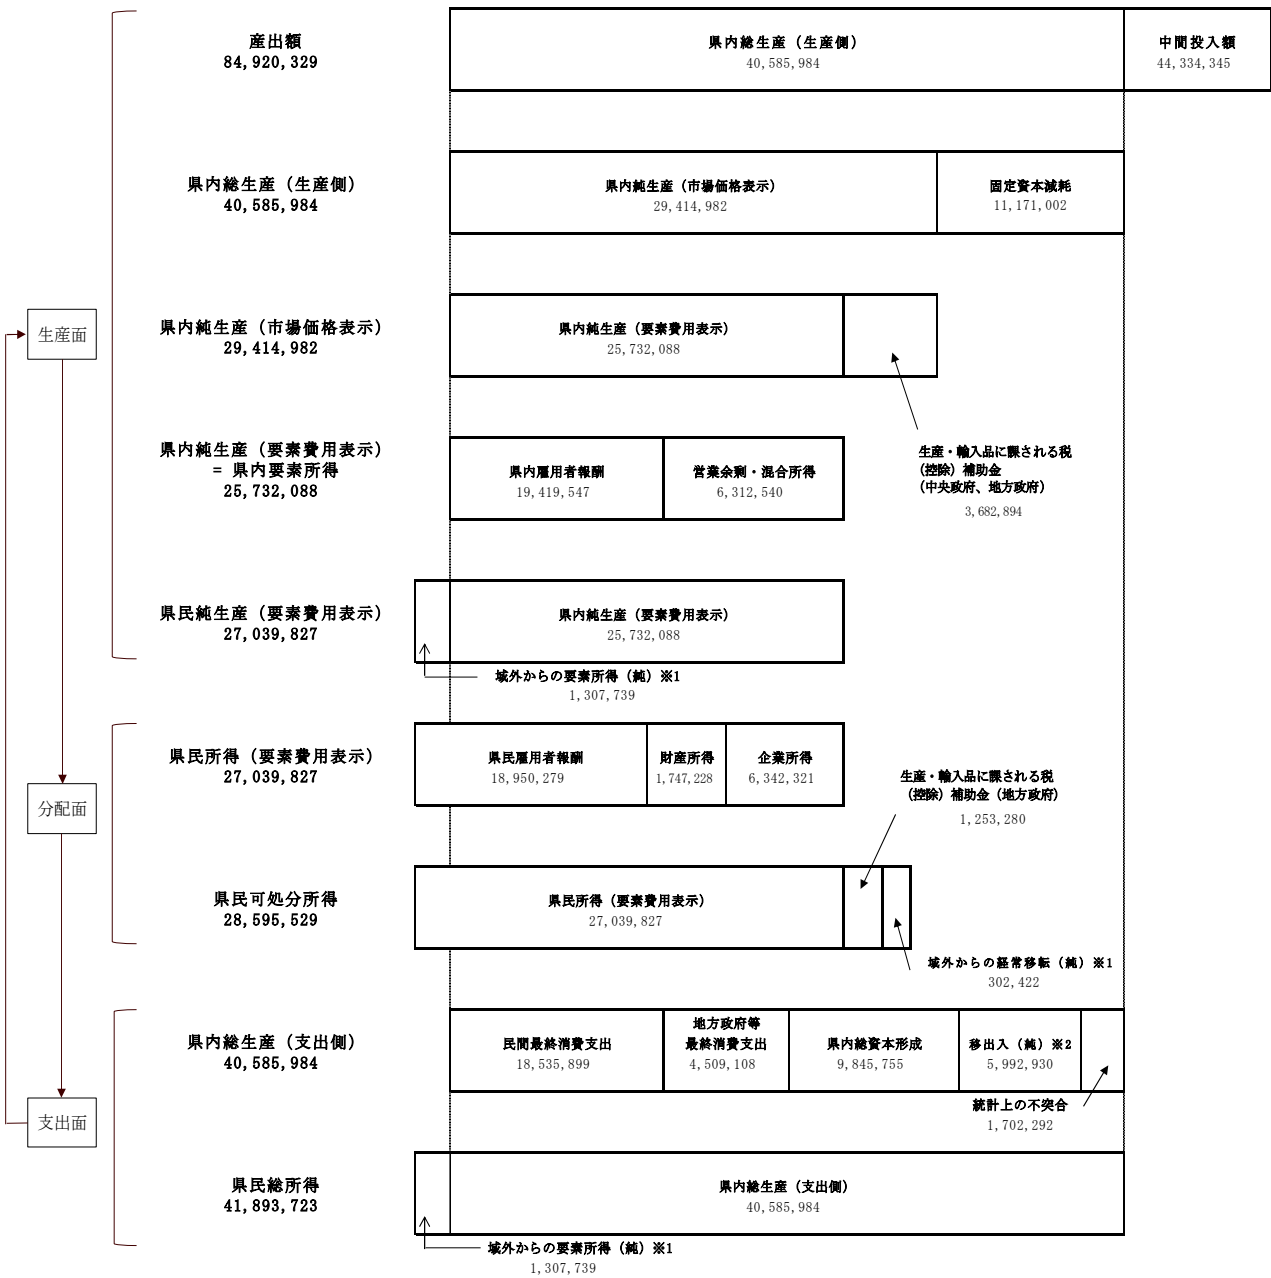 産出額
84,920,329
県内総生産（生産側）
40,585,984
中間投入額
44,334,345
県内総生産（生産側）
40,585,984
県内純生産（市場価格表示）
29,414,982
固定資本減耗
11,171,002
生産面
県内純生産（市場価格表示）
29,414,982
県内純生産（要素費用表示）
25,732,088
生産・輸入品に課される税
（控除）補助金
（中央政府、地方政府）
3,682,894
県内純生産（要素費用表示）
= 県内要素所得
25,732,088
県内雇用者報酬
19,419,547
営業余剰・混合所得
6,312,540
県民純生産（要素費用表示）
27,039,827
県内純生産（要素費用表示）
25,732,088
域外からの要素所得（純）※1
1,307,739
分配面
県民所得（要素費用表示）
27,039,827
県民雇用者報酬
18,950,279
財産所得
1,747,228
企業所得
6,342,321
生産・輸入品に課される税
（控除）補助金（地方政府）
1,253,280
県民可処分所得
28,595,529
県民所得（要素費用表示）
27,039,827
域外からの経常移転（純）※1
302,422
支出面
県内総生産（支出側）
40,585,984
民間最終消費支出
18,535,899
地方政府等
最終消費支出
4,509,108
県内総資本形成
9,845,755
移出入（純）※2
5,992,930
統計上の不突合
1,702,292
県民総所得
41,893,723
県内総生産（支出側）
40,585,984
域外からの要素所得（純）※1
1,307,739